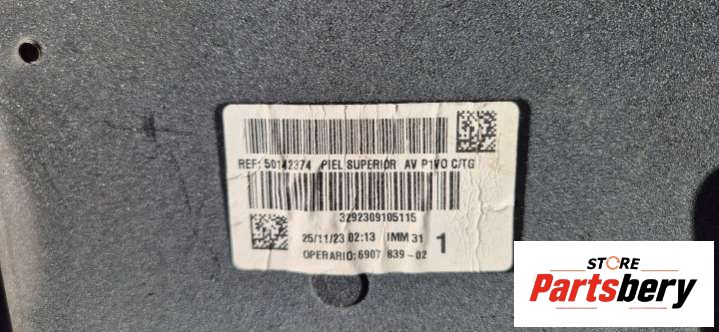 REF: 50142374 PIEL SUPERIOR AV P1VO C/TG
3292309105115
25/11/23 02:13 IMM 31 1
OPERARIO: 6907 839-02
STORE
Partsbery